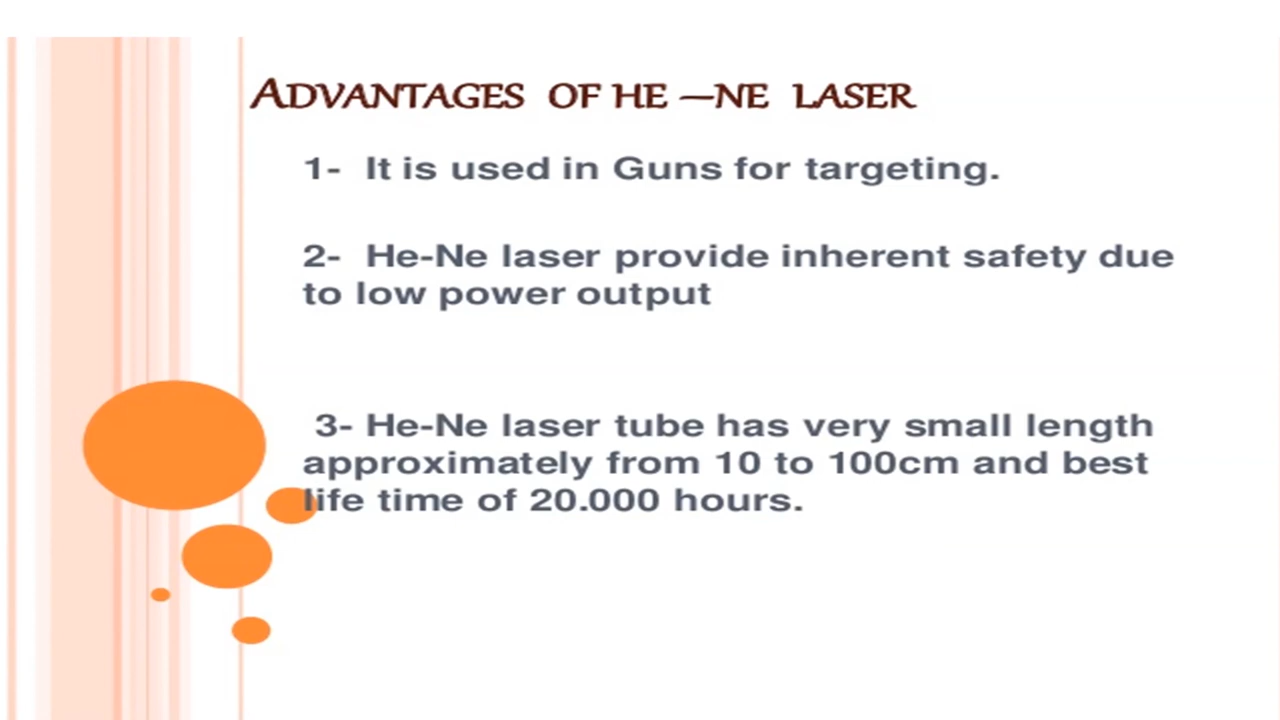 ADVANTAGES OF HE –NE LASER
1- It is used in Guns for targeting.
2- He-Ne laser provide inherent safety due
to low power output
3- He-Ne laser tube has very small length
approximately from 10 to 100cm and best
life time of 20.000 hours.